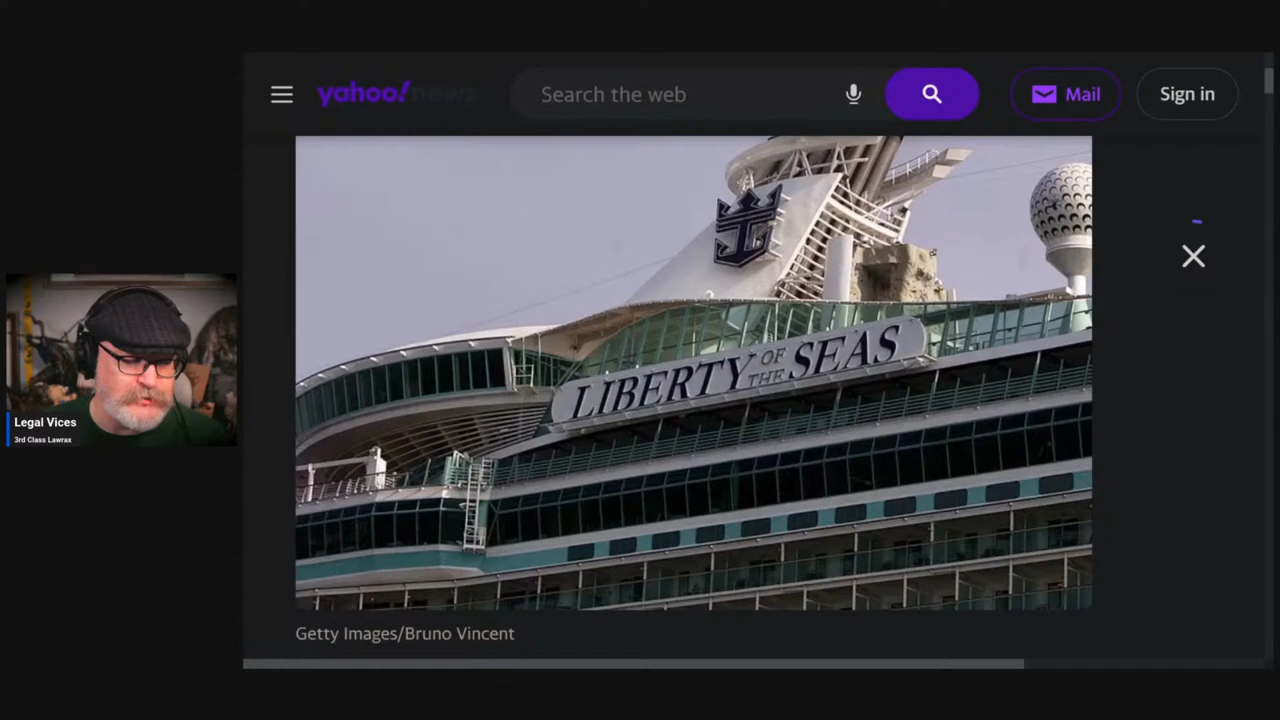 yahoo!news
Search the web
Mail
Sign in
LIBERTY OF THE SEAS
Legal Vices
3rd Class Lawrax
Getty Images/Bruno Vincent